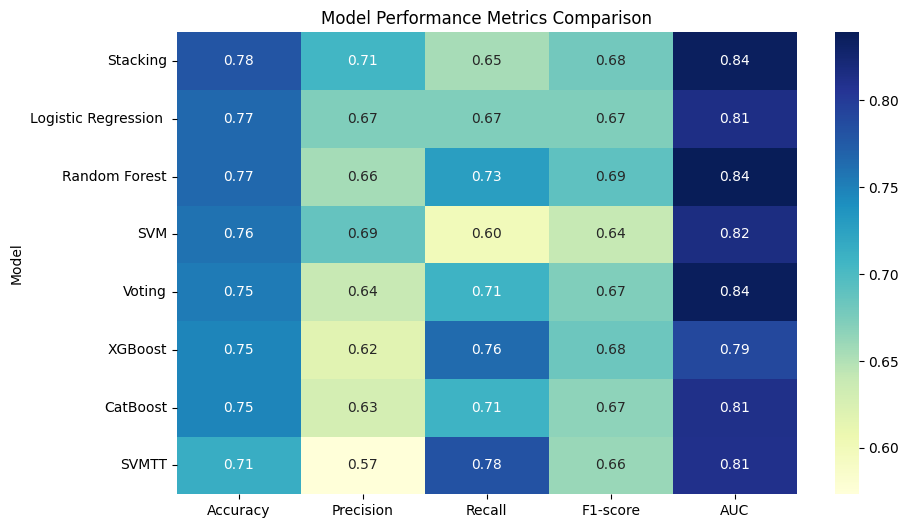 Model Performance Metrics Comparison
Model
Stacking 0.78 0.71 0.65 0.68 0.84
Logistic Regression 0.77 0.67 0.67 0.67 0.81
Random Forest 0.77 0.66 0.73 0.69 0.84
SVM 0.76 0.69 0.60 0.64 0.82
Voting 0.75 0.64 0.71 0.67 0.84
XGBoost 0.75 0.62 0.76 0.68 0.79
CatBoost 0.75 0.63 0.71 0.67 0.81
SVMTT 0.71 0.57 0.78 0.66 0.81
Accuracy Precision Recall F1-score AUC
0.80
0.75
0.70
0.65
0.60